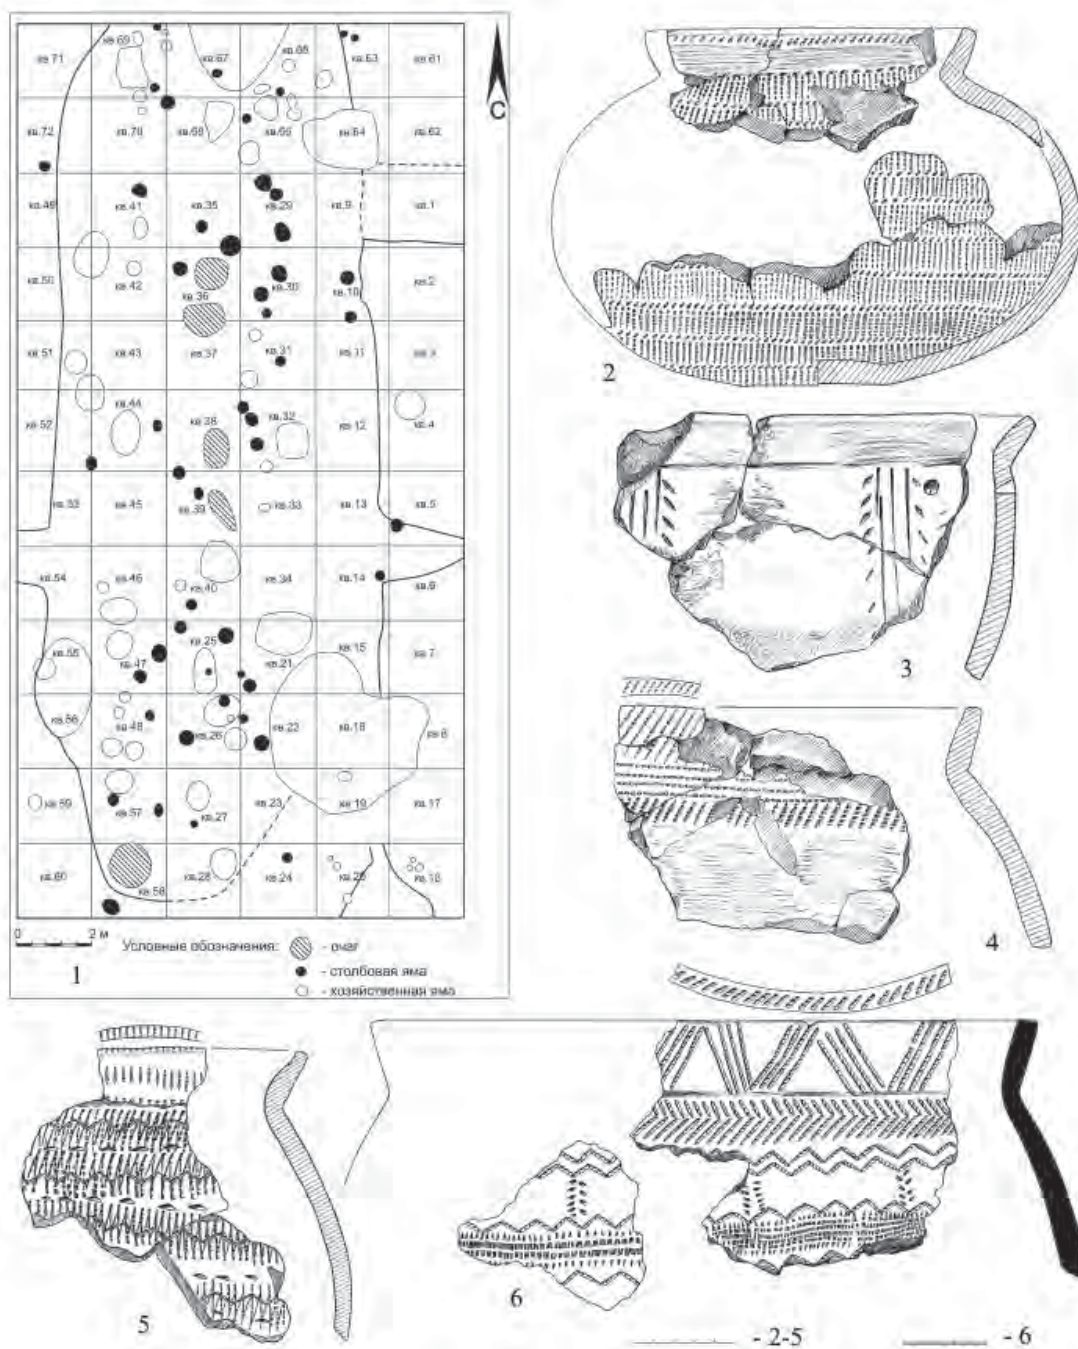 кв.71 кв.69 кв.67 кв.68 кв.63 кв.61
С
кв.72 кв.70 кв.66 кв.65 кв.64 кв.62
кв.49 кв.41 кв.35 кв.29 кв.9 кв.1
кв.50 кв.42 кв.36 кв.30 кв.10 кв.2
кв.51 кв.43 кв.37 кв.31 кв.11 кв.3
кв.52 кв.44 кв.38 кв.32 кв.12 кв.4
кв.53 кв.45 кв.39 кв.33 кв.13 кв.5
кв.54 кв.46 кв.40 кв.34 кв.14 кв.6
кв.55 кв.47 кв.25 кв.21 кв.15 кв.7
кв.56 кв.48 кв.26 кв.22 кв.16 кв.8
кв.59 кв.57 кв.27 кв.23 кв.19 кв.17
кв.60 кв.58 кв.28 кв.24 кв.18
0 2 м
Условные обозначения: - очаг
- столбовая яма
- хозяйственная яма
1
2
3
4
5
6
- 2-5 - 6